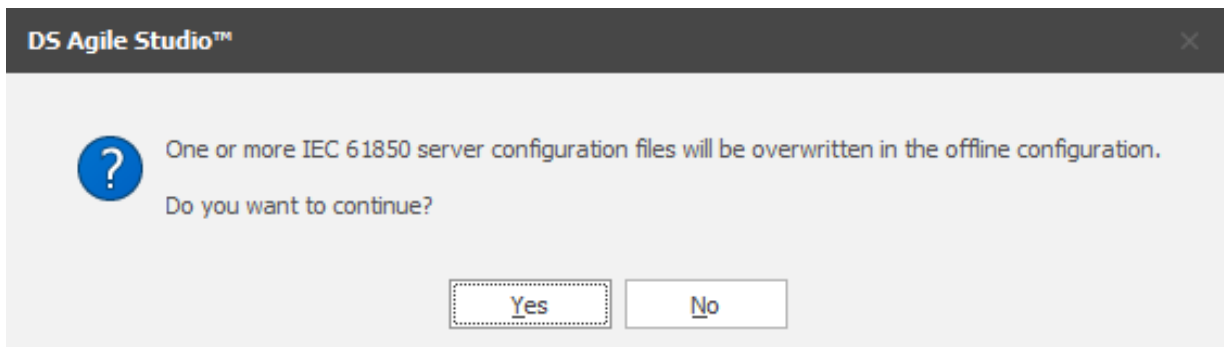 DS Agile Studio™
One or more IEC 61850 server configuration files will be overwritten in the offline configuration.
Do you want to continue?
Yes
No